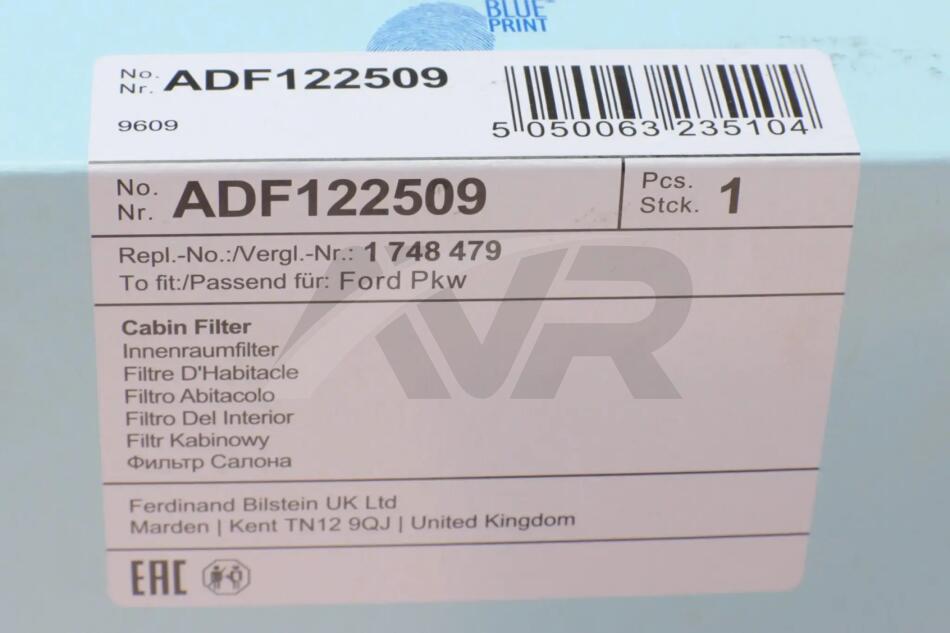 BLUE
PRINT
No.
Nr. ADF122509
9609
5 050063 235104
No.
Nr. ADF122509
Pcs.
Stck. 1
Repl.-No.:/Vergl.-Nr.: 1 748 479
To fit:/Passend für: Ford Pkw
Cabin Filter
Innenraumfilter
Filtre D'Habitacle
Filtro Abitacolo
Filtro Del Interior
Filtr Kabinowy
Фильтр Салона
Ferdinand Bilstein UK Ltd
Marden | Kent TN12 9QJ | United Kingdom
EAC
AVR